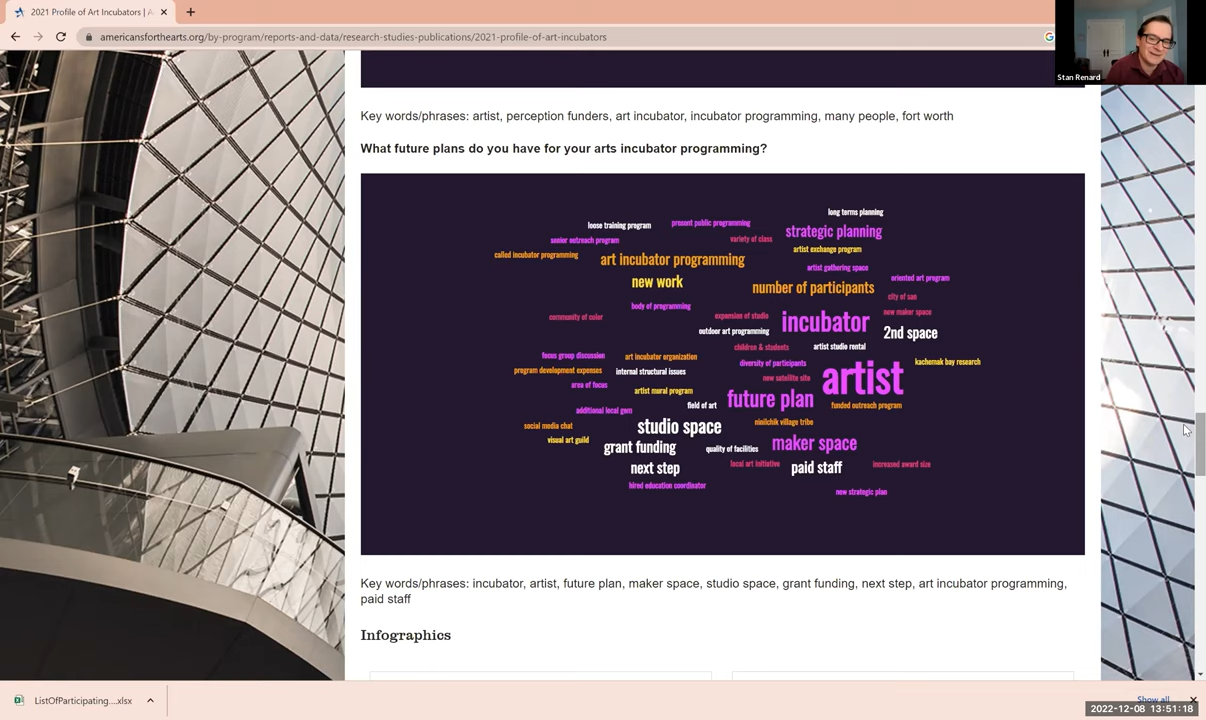 2021 Profile of Art Incubators | A
americansforthearts.org/by-program/reports-and-data/research-studies-publications/2021-profile-of-art-incubators
Stan Renard
Key words/phrases: artist, perception funders, art incubator, incubator programming, many people, fort worth
What future plans do you have for your arts incubator programming?
long terms planning
loose training program
present public programming
strategic planning
senior outreach program
variety of class
artist exchange program
called incubator programming
art incubator programming
artist gathering space
new work
oriented art program
number of participants
city of san
body of programming
community of color
expansion of studio
incubator
new maker space
outdoor art programming
2nd space
children & students
artist studio rental
focus group discussion
art incubator organization
diversity of participants
kachemak bay research
program development expenses
internal structural issues
new satellite site
artist
area of focus
artist mural program
future plan
field of art
funded outreach program
additional local gem
social media chat
studio space
ninilchik village tribe
visual art guild
grant funding
quality of facilities
maker space
next step
local art initiative
paid staff
increased award size
hired education coordinator
new strategic plan
Key words/phrases: incubator, artist, future plan, maker space, studio space, grant funding, next step, art incubator programming,
paid staff
Infographics
ListOfParticipating....xlsx
Show all
2022-12-08 13:51:18